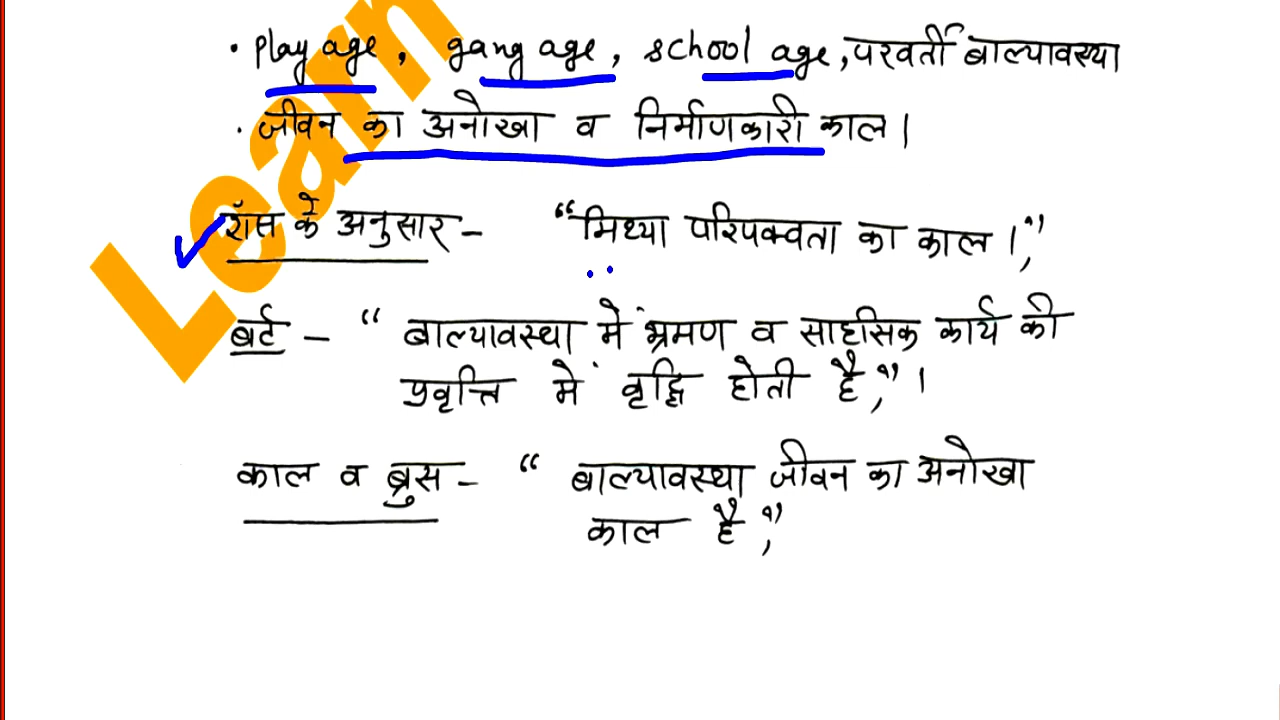 • Play age, gang age, school age, परवर्ती बाल्यावस्था
• जीवन का अनोखा व निर्माणकारी काल।
रॉस के अनुसार - “मिथ्या परिपक्वता का काल।,”
बर्ट - “ बाल्यावस्था में भ्रमण व साहसिक कार्य की
प्रवृत्ति में वृद्धि होती है,”।
काल व ब्रुस - “ बाल्यावस्था जीवन का अनोखा
काल है,”
Learn